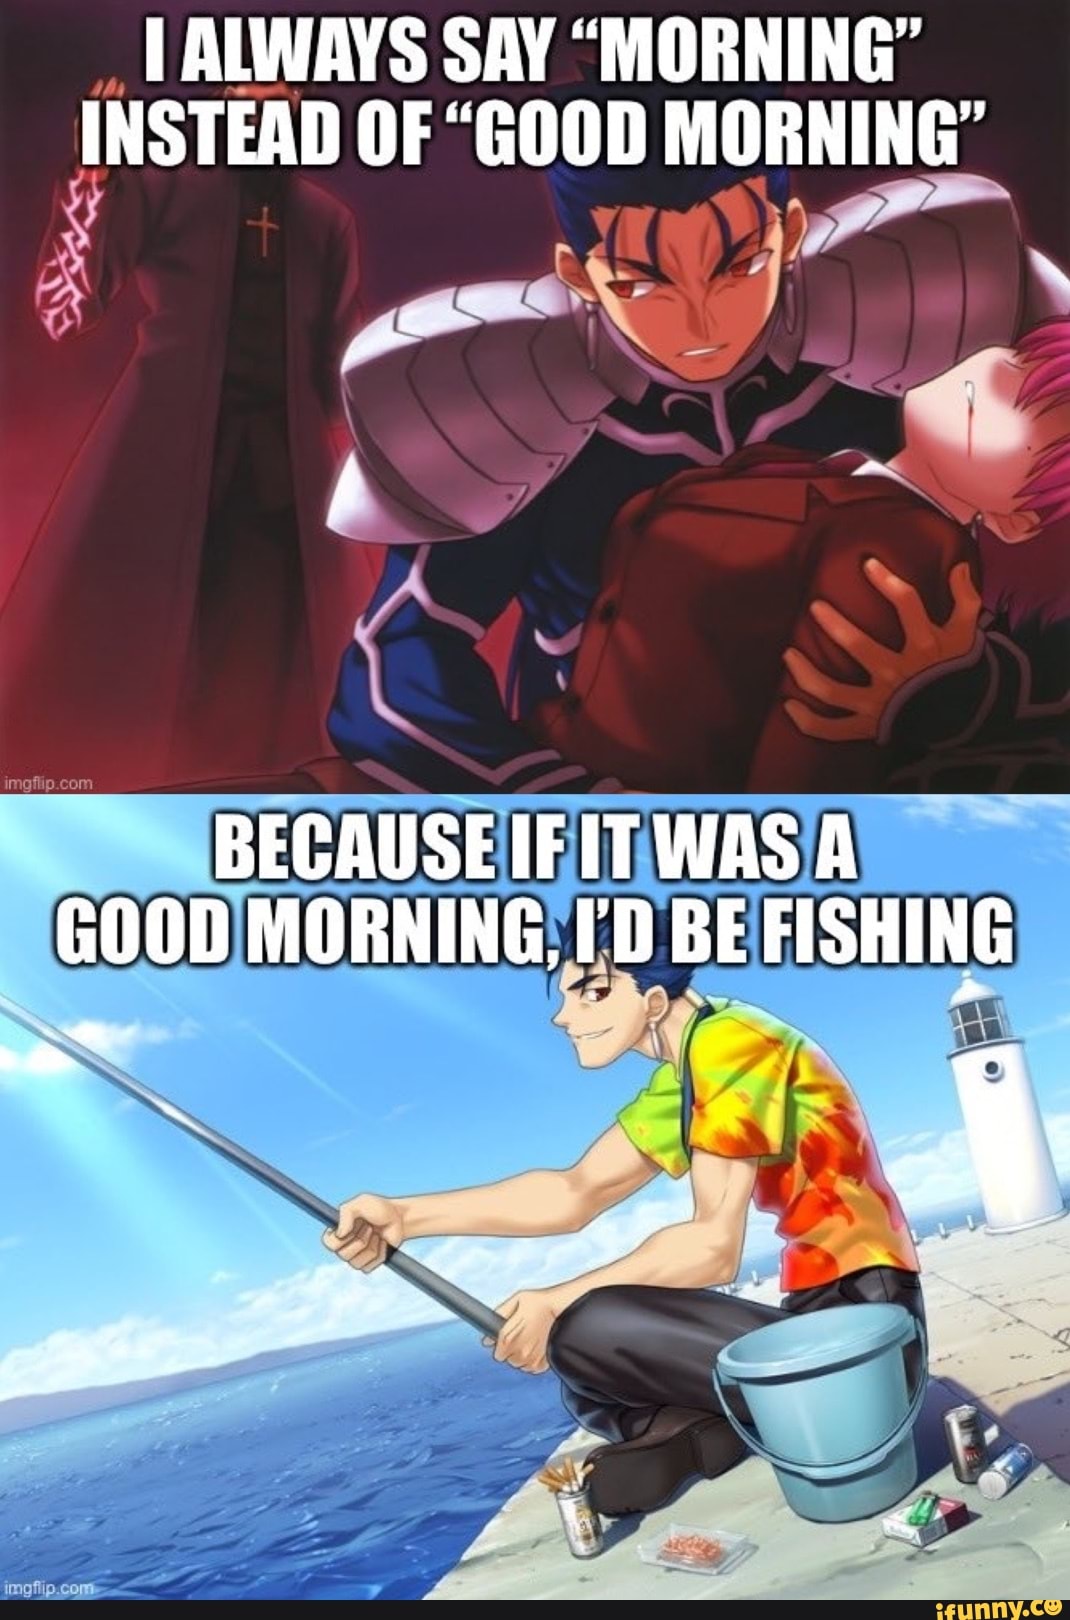 I ALWAYS SAY “MORNING”
INSTEAD OF “GOOD MORNING”
imgflip.com
BECAUSE IF IT WAS A
GOOD MORNING, I’D BE FISHING
imgflip.com
ifunny.co